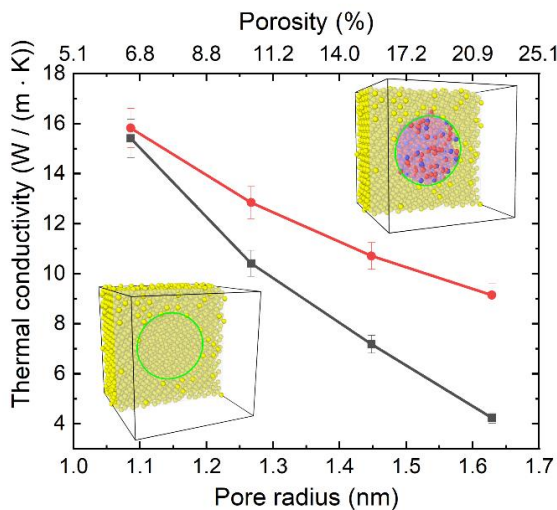 Porosity (%)
5.1 6.8 8.8 11.2 14.0 17.2 20.9 25.1
Thermal conductivity (W / (m · K))
18
16
14
12
10
8
6
4
1.0 1.1 1.2 1.3 1.4 1.5 1.6 1.7
Pore radius (nm)